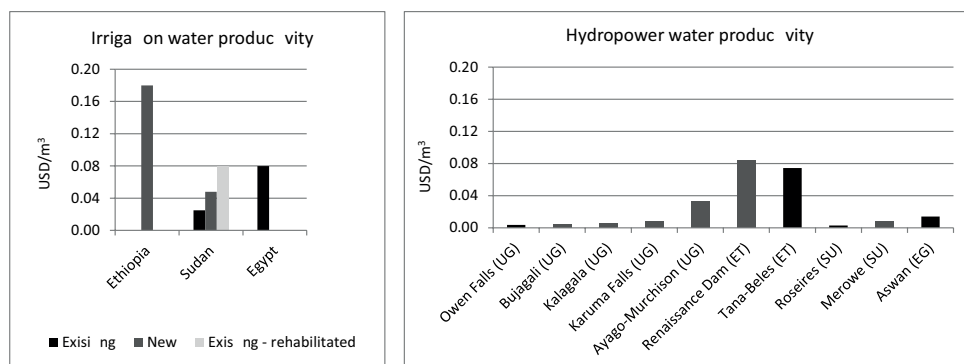 Irriga on water produc vity
0.20
0.16
0.12
0.08
0.04
0.00
USD/m³
Ethiopia
Sudan
Egypt
Exisi ng New Exis ng - rehabilitated
Hydropower water produc vity
0.20
0.16
0.12
0.08
0.04
0.00
USD/m³
Owen Falls (UG)
Bujagali (UG)
Kalagala (UG)
Karuma Falls (UG)
Ayago-Murchison (UG)
Renaissance Dam (ET)
Tana-Beles (ET)
Roseires (SU)
Merowe (SU)
Aswan (EG)